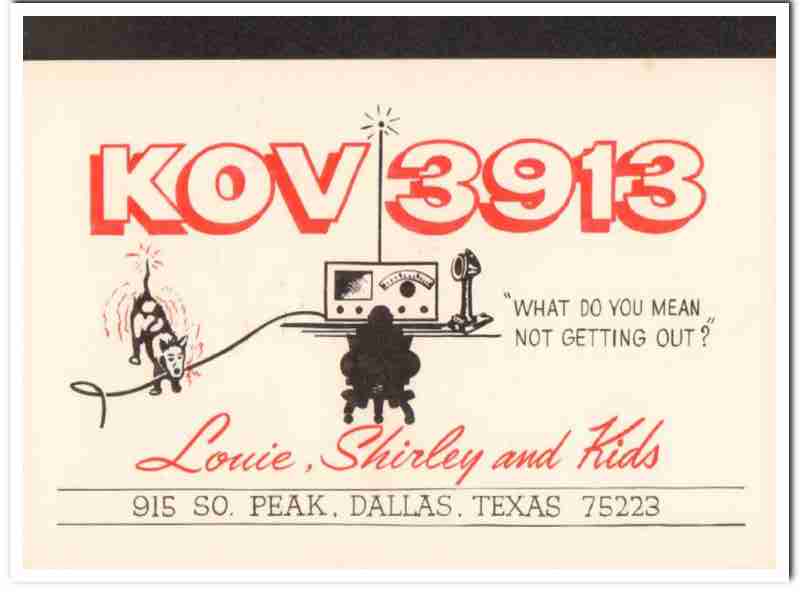 KOV 3913
"WHAT DO YOU MEAN
NOT GETTING OUT?"
Louie, Shirley and Kids
915 SO. PEAK, DALLAS, TEXAS 75223